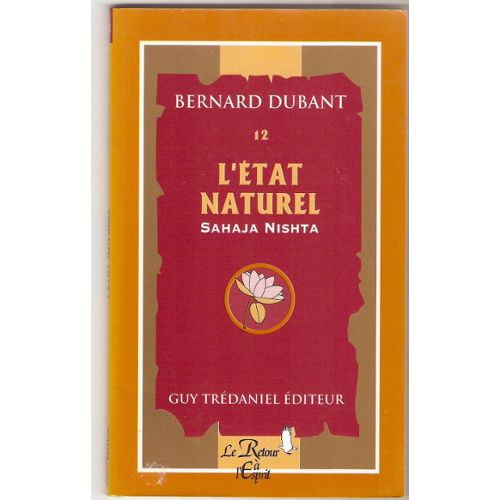 BERNARD DUBANT
12
L'ÉTAT
NATUREL
SAHAJA NISHTA
GUY TRÉDANIEL ÉDITEUR
Le Retour
à
l'Esprit